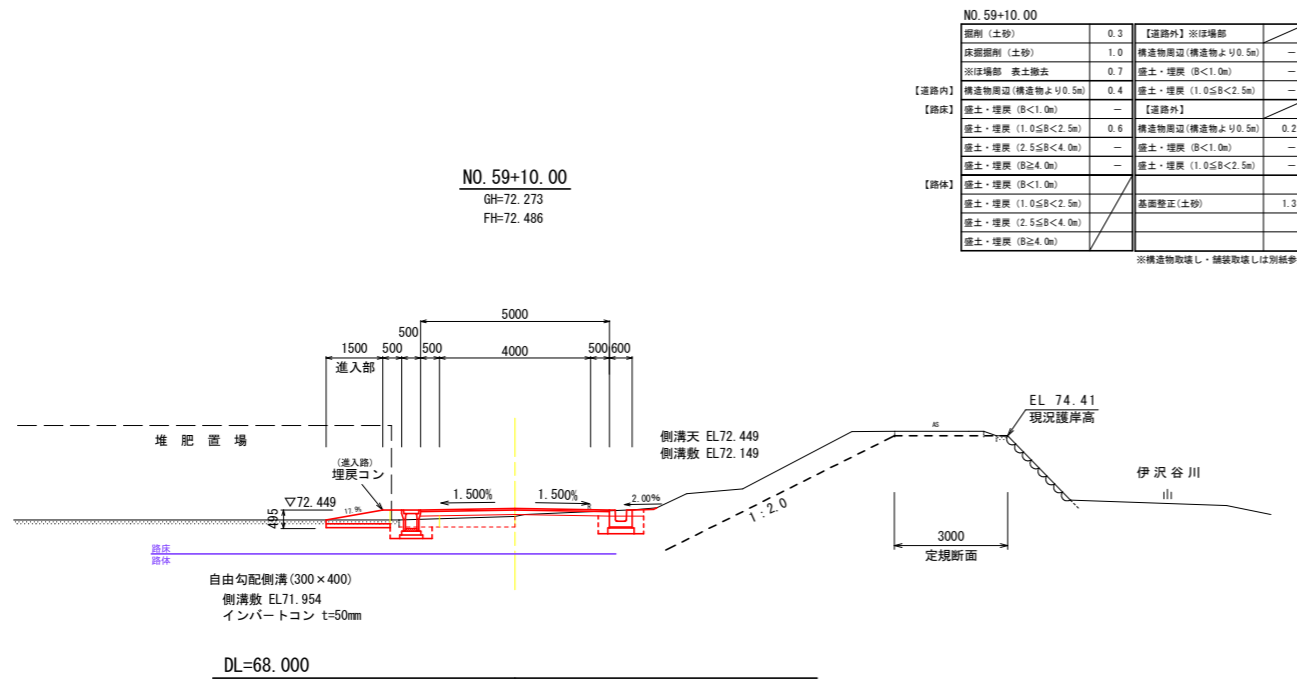 NO.59+10.00
掘削 (土砂) 0.3 【道路外】※ほ場部
床掘掘削 (土砂) 1.0 構造物周辺(構造物より0.5m) －
※ほ場部 表土撤去 0.7 盛土・埋戻 (B<1.0m) －
【道路内】 構造物周辺(構造物より0.5m) 0.4 盛土・埋戻 (1.0≦B<2.5m) －
【路床】 盛土・埋戻 (B<1.0m) － 【道路外】
盛土・埋戻 (1.0≦B<2.5m) 0.6 構造物周辺(構造物より0.5m) 0.2
盛土・埋戻 (2.5≦B<4.0m) － 盛土・埋戻 (B<1.0m) －
盛土・埋戻 (B≧4.0m) － 盛土・埋戻 (1.0≦B<2.5m) －
【路体】 盛土・埋戻 (B<1.0m)
盛土・埋戻 (1.0≦B<2.5m) 基面整正(土砂) 1.3
盛土・埋戻 (2.5≦B<4.0m)
盛土・埋戻 (B≧4.0m)
※構造物取壊し・舗装取壊しは別紙参
NO.59+10.00
GH=72.273
FH=72.486
5000
500
1500 500 500 4000 500 600
進入部
EL 74.41
現況護岸高
堆肥置場
側溝天 EL72.449
側溝敷 EL72.149
AS
(進入路)
埋戻コン
伊沢谷川
1.500% 1.500% 2.00%
▽72.449
12.9%
495
1:2.0
3000
定規断面
路床
路体
自由勾配側溝(300×400)
側溝敷 EL71.954
インバートコン t=50mm
DL=68.000